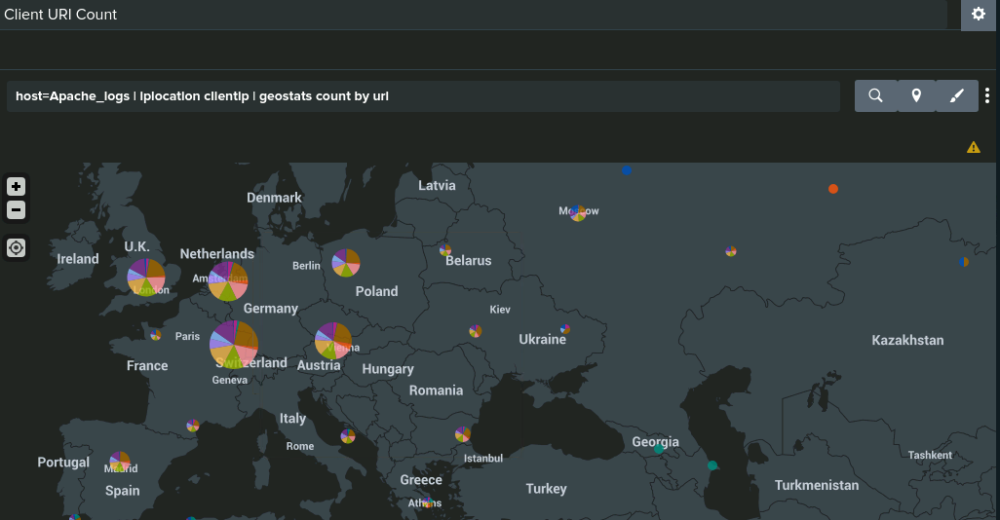 Client URI Count
host=Apache_logs | iplocation clientip | geostats count by uri
Latvia
Denmark
Moscow
U.K.
Netherlands
Ireland
Berlin
Belarus
Amsterdam
London
Poland
Germany
Kiev
Paris
Ukraine
Kazakhstan
Vienna
France
Switzerland
Austria
Hungary
Geneva
Romania
Italy
Rome
Georgia
Tashkent
Istanbul
Portugal
Madrid
Spain
Greece
Turkey
Turkmenistan
Athens